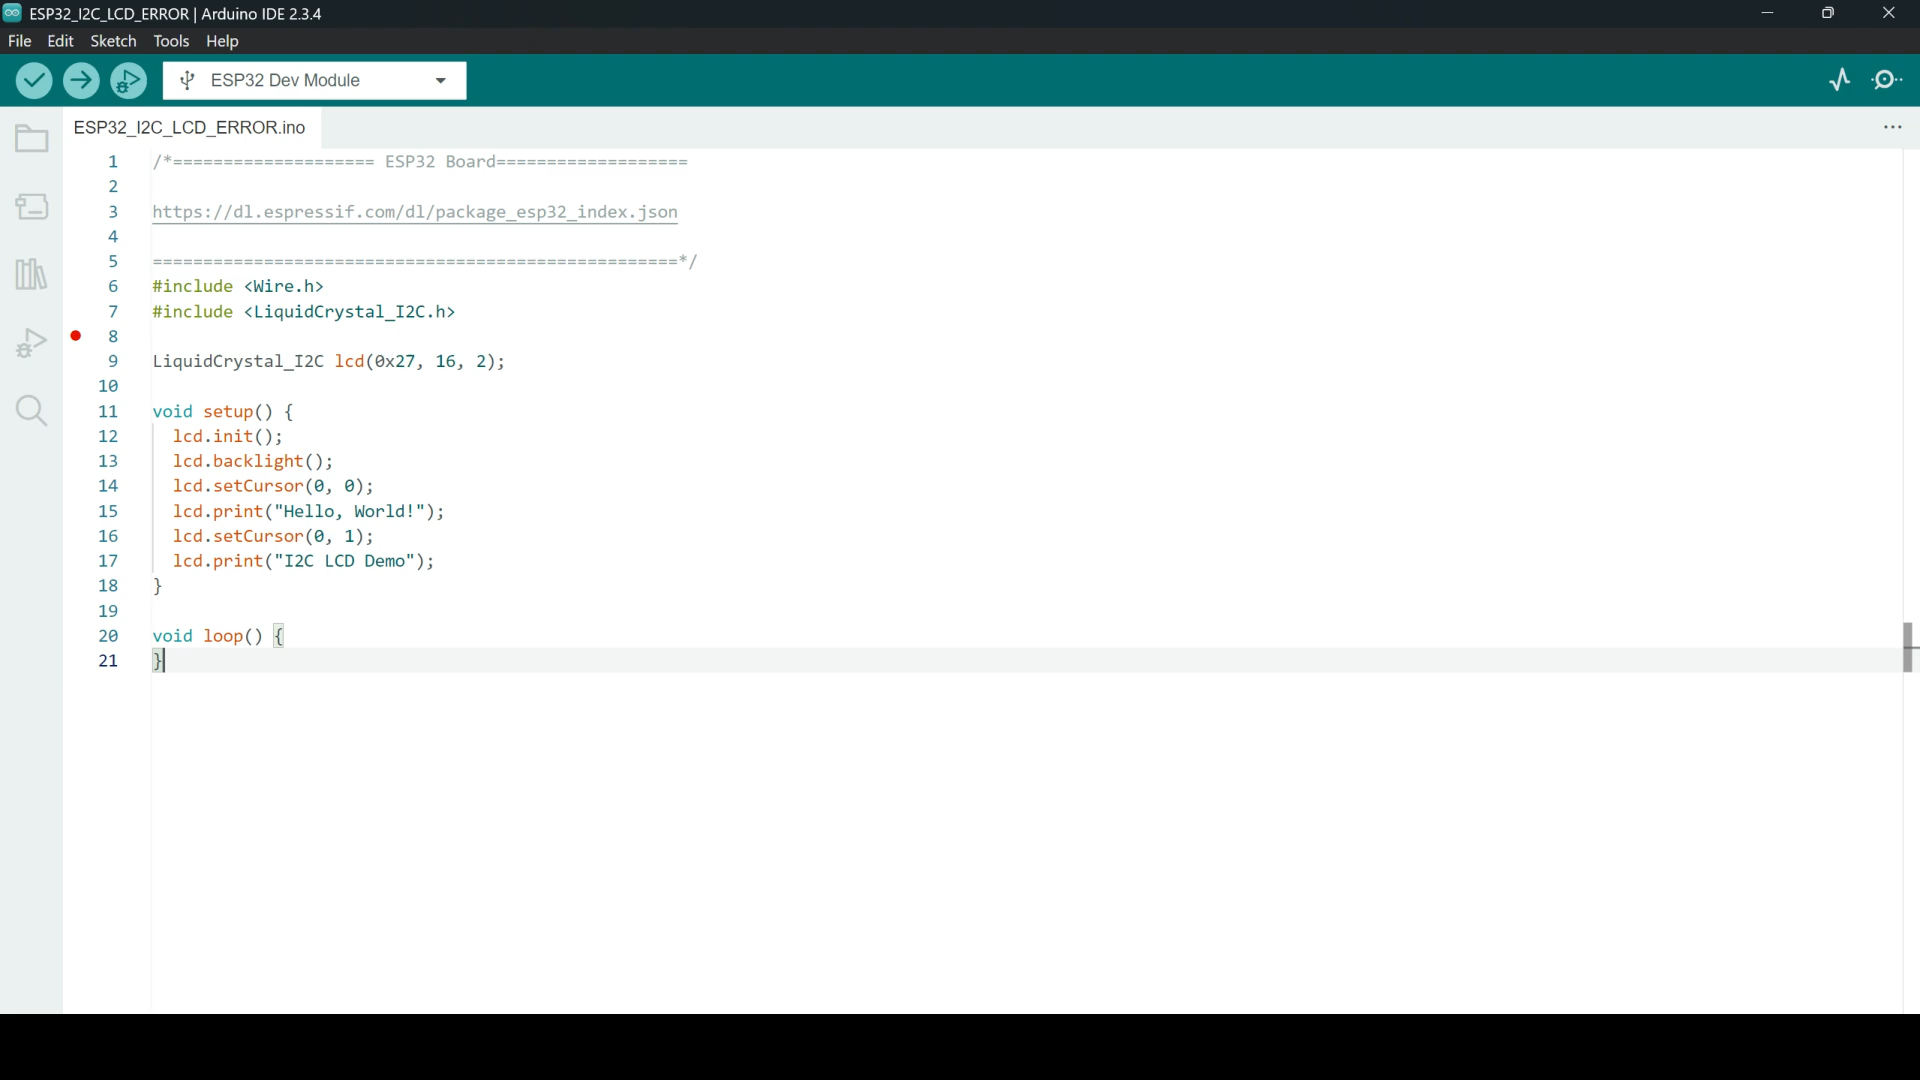 ESP32_I2C_LCD_ERROR | Arduino IDE 2.3.4
File Edit Sketch Tools Help
ESP32 Dev Module
ESP32_I2C_LCD_ERROR.ino
1 /*==================== ESP32 Board===================
2
3 https://dl.espressif.com/dl/package_esp32_index.json
4
5 ====================================================*/
6 #include <Wire.h>
7 #include <LiquidCrystal_I2C.h>
8
9 LiquidCrystal_I2C lcd(0x27, 16, 2);
10
11 void setup() {
12 lcd.init();
13 lcd.backlight();
14 lcd.setCursor(0, 0);
15 lcd.print("Hello, World!");
16 lcd.setCursor(0, 1);
17 lcd.print("I2C LCD Demo");
18 }
19
20 void loop() {
21 }